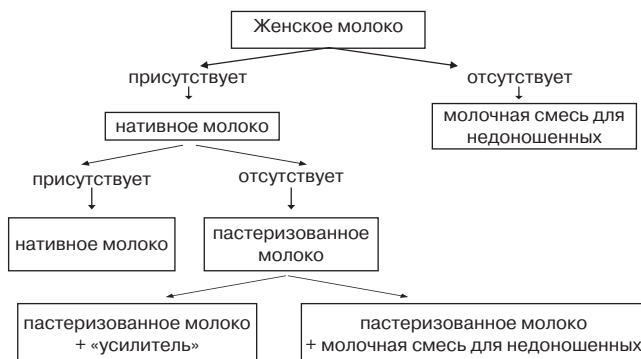 Женское молоко
присутствует
отсутствует
нативное молоко
молочная смесь для
недоношенных
присутствует
отсутствует
нативное молоко
пастеризованное
молоко
пастеризованное молоко
+ «усилитель»
пастеризованное молоко
+ молочная смесь для недоношенных